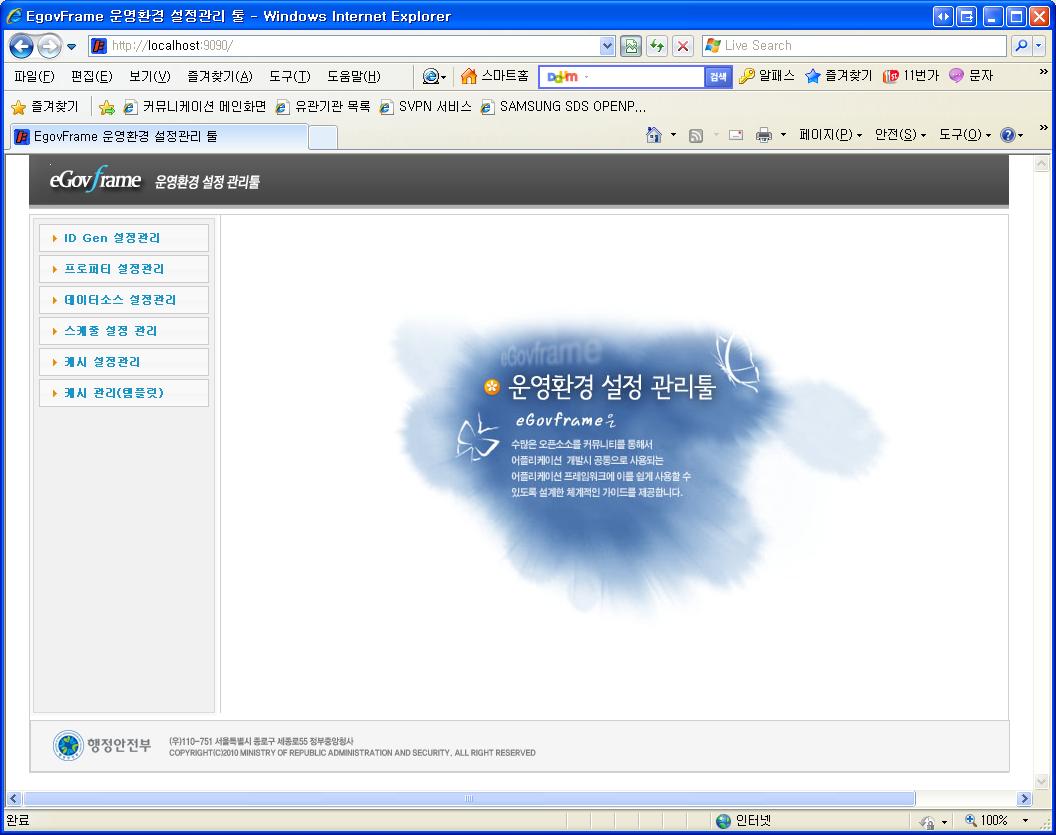 EgovFrame 운영환경 설정관리 툴 - Windows Internet Explorer
http://localhost:9090/
Live Search
파일(F) 편집(E) 보기(V) 즐겨찾기(A) 도구(T) 도움말(H)
스마트홈 Daum 검색 알패스 즐겨찾기 11번가 문자 »
즐겨찾기 커뮤니케이션 메인화면 유관기관 목록 SVPN 서비스 SAMSUNG SDS OPENP...
EgovFrame 운영환경 설정관리 툴
페이지(P) 안전(S) 도구(O) »
eGovframe 운영환경 설정 관리툴
ID Gen 설정관리
프로퍼티 설정관리
데이터소스 설정관리
스케줄 설정 관리
캐시 설정관리
캐시 관리(템플릿)
eGovframe
운영환경 설정 관리툴
eGovframe은
수많은 오픈소스를 커뮤니티를 통해서
어플리케이션 개발시 공통으로 사용되는
어플리케이션 프레임워크에 이를 쉽게 사용할 수
있도록 설계한 체계적인 가이드를 제공합니다.
행정안전부
(우)110-751 서울특별시 종로구 세종로55 정부중앙청사
COPYRIGHT(C)2010 MINISTRY OF REPUBLIC ADMINISTRATION AND SECURITY, ALL RIGHT RESERVED
완료 인터넷 100%